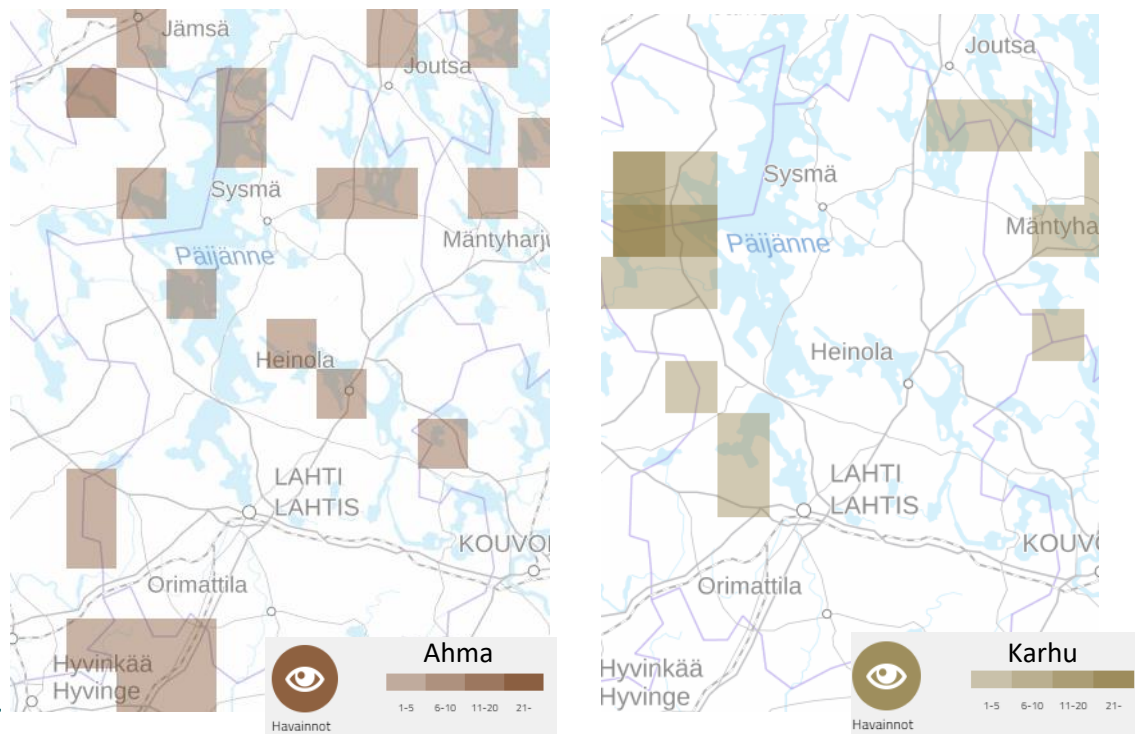 Jämsä
Joutsa
Sysmä
Mäntyharju
Päijänne
Heinola
LAHTI
LAHTIS
KOUVO
Orimattila
Hyvinkää
Hyvinge
Ahma
1-5 6-10 11-20 21-
Havainnot
Joutsa
Sysmä
Mäntyha
Päijänne
Heinola
LAHTI
LAHTIS
KOUV
Orimattila
Hyvinkää
Hyvinge
Karhu
1-5 6-10 11-20 21-
Havainnot